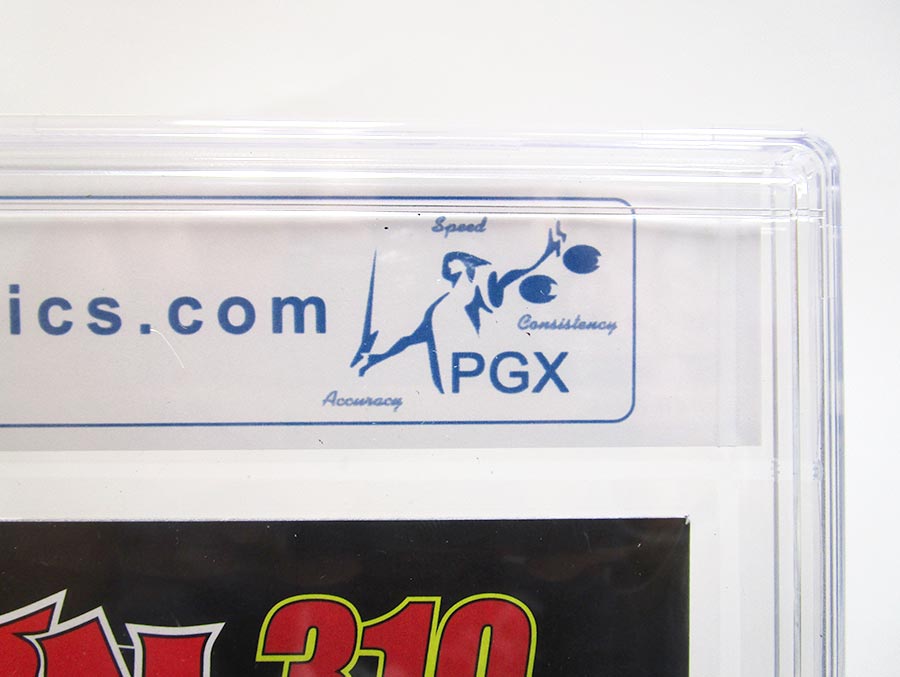 Speed
ics.com
Consistency
PGX
Accuracy
310